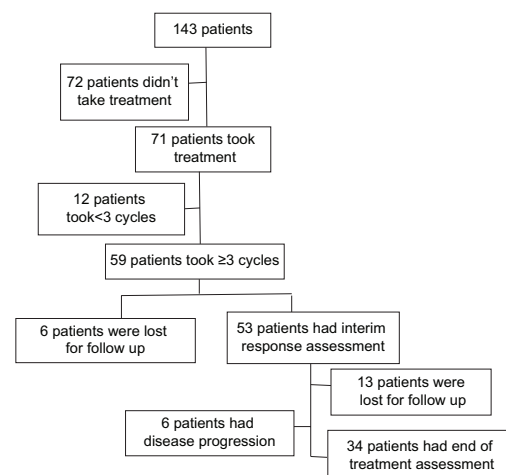 143 patients
72 patients didn't
take treatment
71 patients took
treatment
12 patients
took<3 cycles
59 patients took ≥3 cycles
6 patients were lost
for follow up
53 patients had interim
response assessment
13 patients were
lost for follow up
6 patients had
disease progression
34 patients had end of
treatment assessment